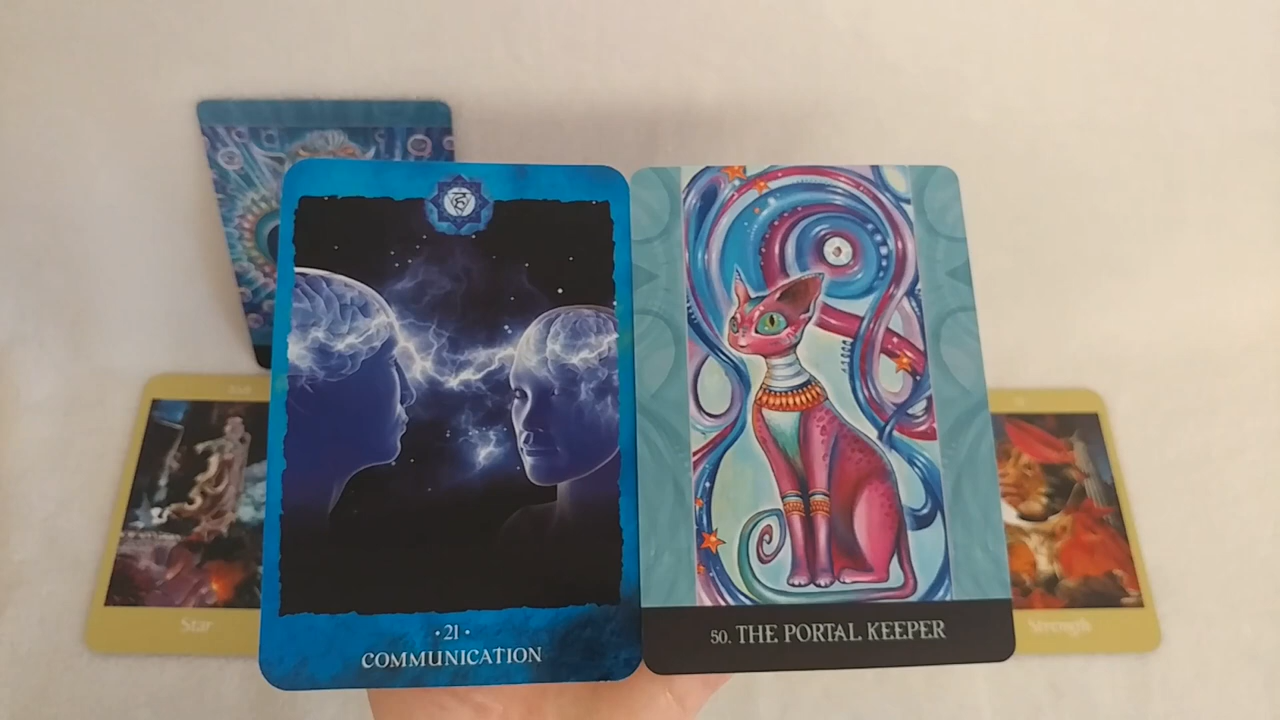 · 21 ·
COMMUNICATION
50. THE PORTAL KEEPER
Star
Strength